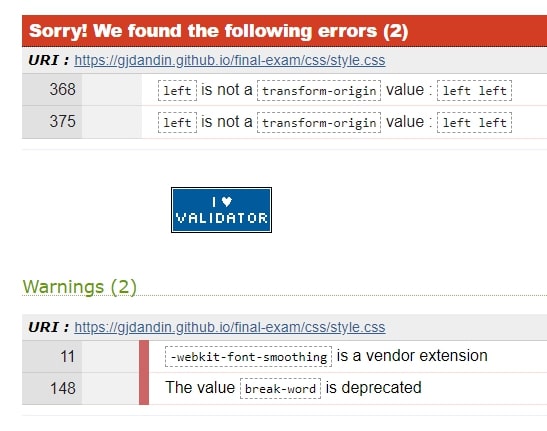 Sorry! We found the following errors (2)
URI : https://gjdandin.github.io/final-exam/css/style.css
368 left is not a transform-origin value : left left
375 left is not a transform-origin value : left left
I ♥
VALIDATOR
Warnings (2)
URI : https://gjdandin.github.io/final-exam/css/style.css
11 -webkit-font-smoothing is a vendor extension
148 The value break-word is deprecated